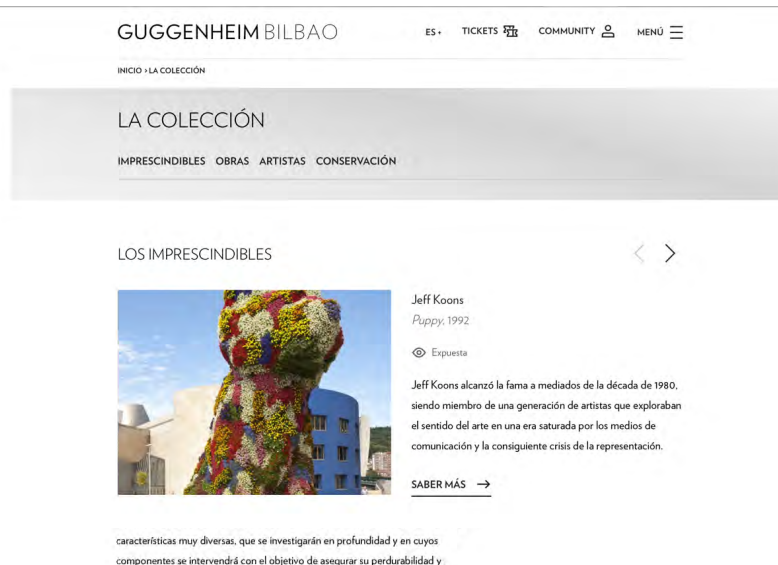 GUGGENHEIM BILBAO
ES TICKETS COMMUNITY MENÚ
INICIO › LA COLECCIÓN
LA COLECCIÓN
IMPRESCINDIBLES OBRAS ARTISTAS CONSERVACIÓN
LOS IMPRESCINDIBLES
Jeff Koons
Puppy, 1992
Expuesta
Jeff Koons alcanzó la fama a mediados de la década de 1980,
siendo miembro de una generación de artistas que exploraban
el sentido del arte en una era saturada por los medios de
comunicación y la consiguiente crisis de la representación.
SABER MÁS →
características muy diversas, que se investigarán en profundidad y en cuyos
componentes se intervendrá con el objetivo de asegurar su perdurabilidad y